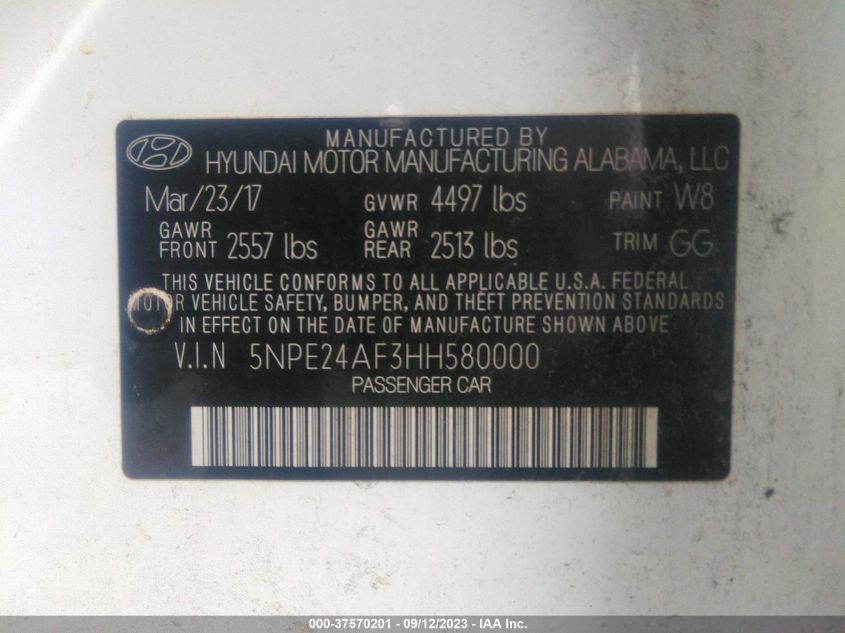 MANUFACTURED BY
HYUNDAI MOTOR MANUFACTURING ALABAMA, LLC
Mar/23/17 GVWR 4497 lbs PAINT W8
GAWR FRONT 2557 lbs GAWR REAR 2513 lbs TRIM GG
THIS VEHICLE CONFORMS TO ALL APPLICABLE U.S.A. FEDERAL
MOTOR VEHICLE SAFETY, BUMPER, AND THEFT PREVENTION STANDARDS
IN EFFECT ON THE DATE OF MANUFACTURE SHOWN ABOVE.
V.I.N 5NPE24AF3HH580000
PASSENGER CAR
000-37570201 - 09/12/2023 - IAA Inc.